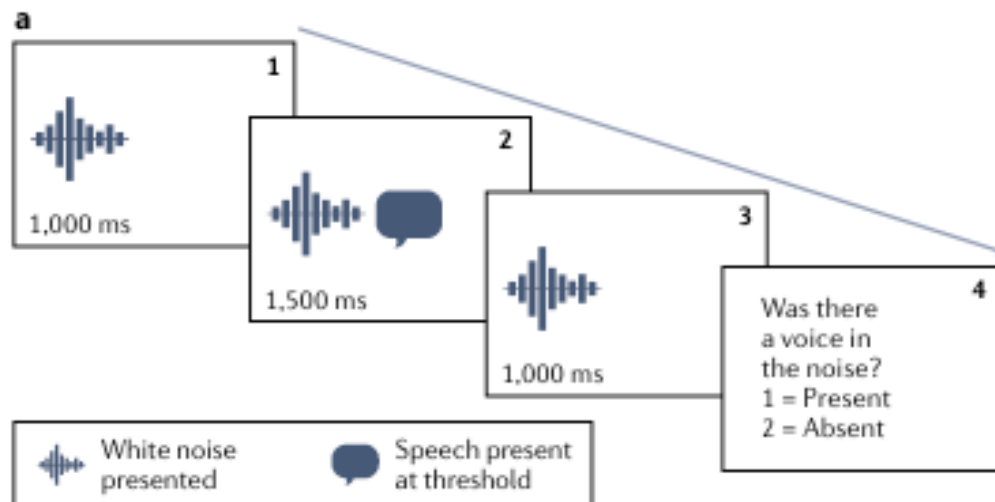 a
1
1,000 ms
2
1,500 ms
3
1,000 ms
4
Was there
a voice in
the noise?
1 = Present
2 = Absent
White noise
presented
Speech present
at threshold